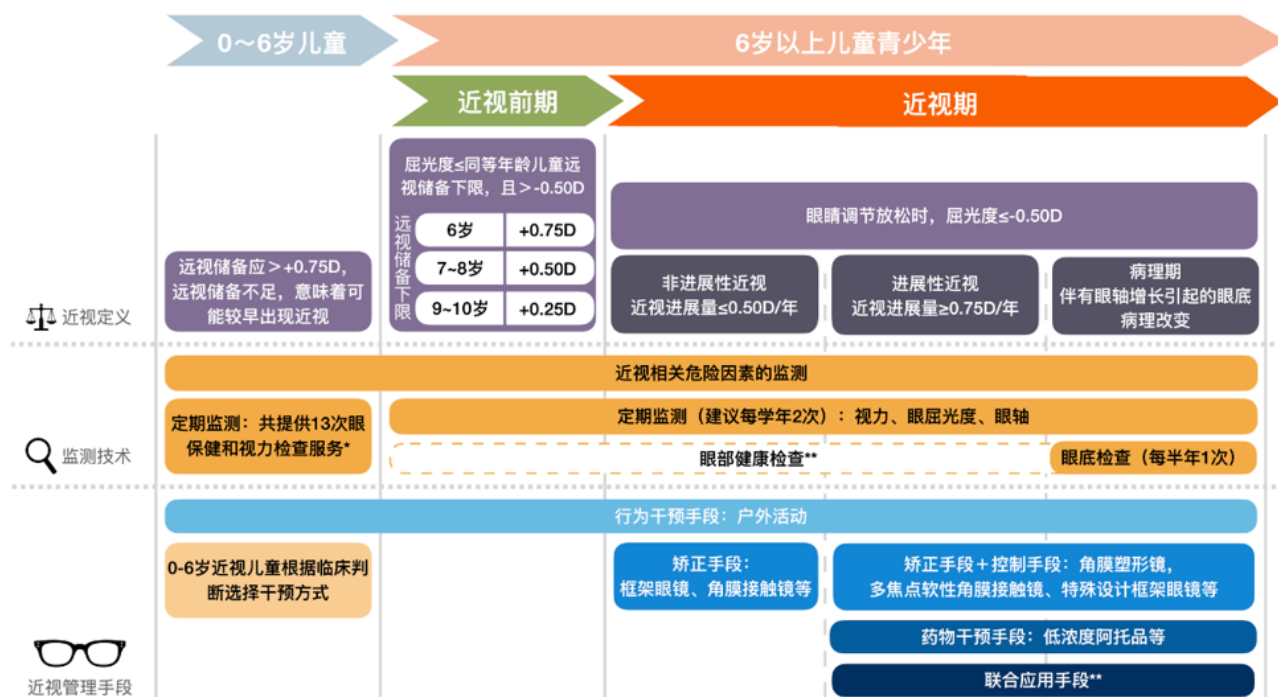 0～6岁儿童
6岁以上儿童青少年
近视前期
近视期
屈光度≤同等年龄儿童远
视储备下限，且＞-0.50D
远视储备下限
6岁 +0.75D
7~8岁 +0.50D
9~10岁 +0.25D
眼睛调节放松时，屈光度≤-0.50D
远视储备应＞+0.75D，
远视储备不足，意味着可
能较早出现近视
非进展性近视
近视进展量≤0.50D/年
进展性近视
近视进展量≥0.75D/年
病理期
伴有眼轴增长引起的眼底
病理改变
近视定义
近视相关危险因素的监测
定期监测：共提供13次眼
保健和视力检查服务*
定期监测（建议每学年2次）：视力、眼屈光度、眼轴
眼部健康检查**
眼底检查（每半年1次）
监测技术
行为干预手段：户外活动
0-6岁近视儿童根据临床判
断选择干预方式
矫正手段：
框架眼镜、角膜接触镜等
矫正手段＋控制手段：角膜塑形镜，
多焦点软性角膜接触镜、特殊设计框架眼镜等
药物干预手段：低浓度阿托品等
联合应用手段**
近视管理手段